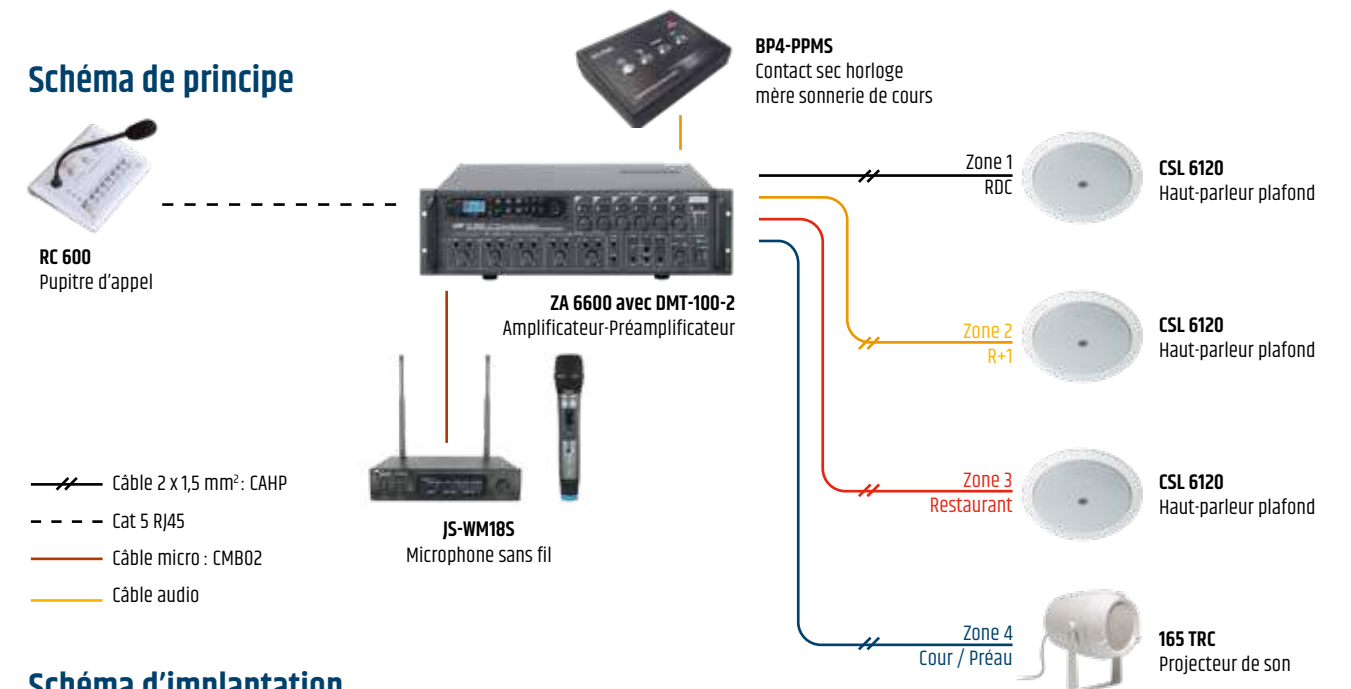 Schéma de principe
BP4-PPMS
Contact sec horloge
mère sonnerie de cours
RC 600
Pupitre d'appel
ZA 6600 avec DMT-100-2
Amplificateur-Préamplificateur
JS-WM18S
Microphone sans fil
Zone 1
RDC
CSL 6120
Haut-parleur plafond
Zone 2
R+1
CSL 6120
Haut-parleur plafond
Zone 3
Restaurant
CSL 6120
Haut-parleur plafond
Zone 4
Cour / Préau
165 TRC
Projecteur de son
Câble 2 x 1,5 mm² : CAHP
Cat 5 RJ45
Câble micro : CMB02
Câble audio
Schéma d'implantation